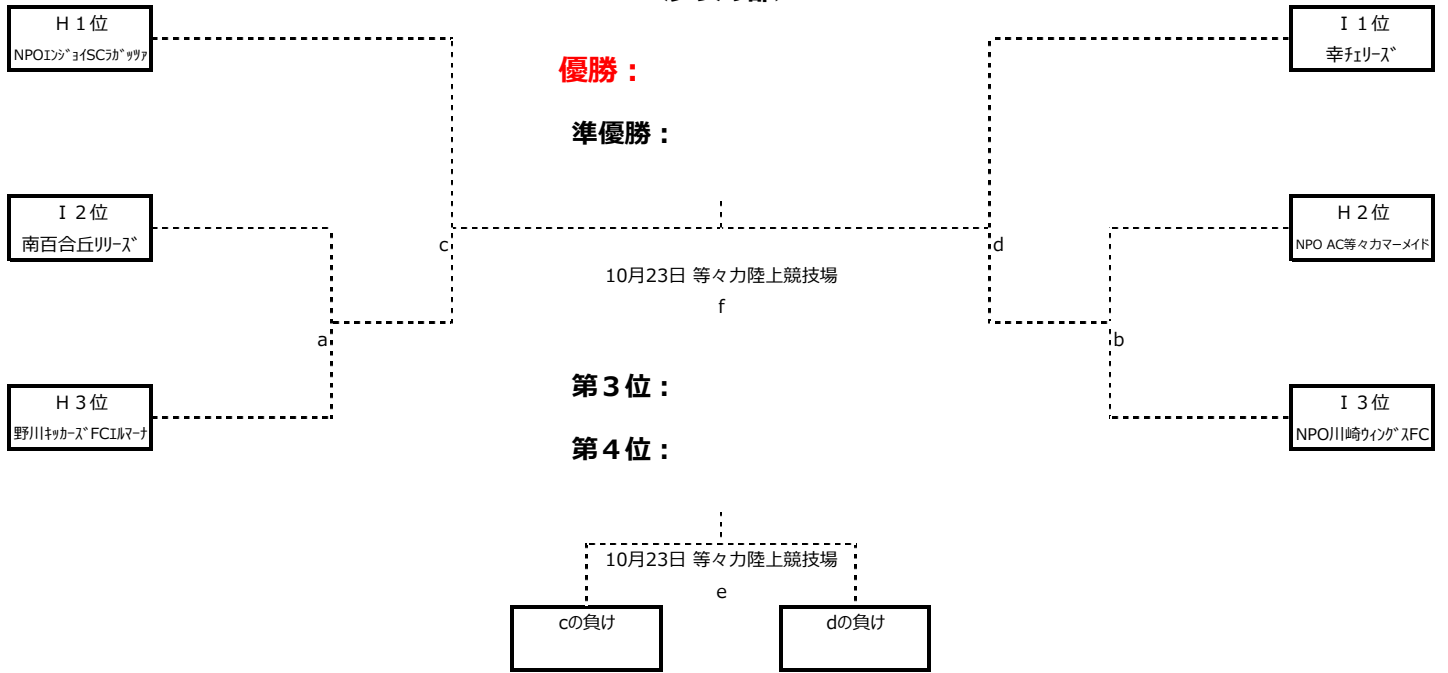 H1位
NPOｴﾝｼﾞｮｲSCﾗｶﾞｯﾂｧ
I 1位
幸ﾁｪﾘｰｽﾞ
優勝：
準優勝：
I 2位
南百合丘ﾘﾘｰｽﾞ
H2位
NPO AC等々力マーメイド
c
d
10月23日 等々力陸上競技場
f
a
b
第３位：
H3位
野川ｷｯｶｰｽﾞFCｴﾙﾏｰﾅ
I 3位
NPO川崎ｳｨﾝｸﾞｽFC
第４位：
10月23日 等々力陸上競技場
e
cの負け
dの負け